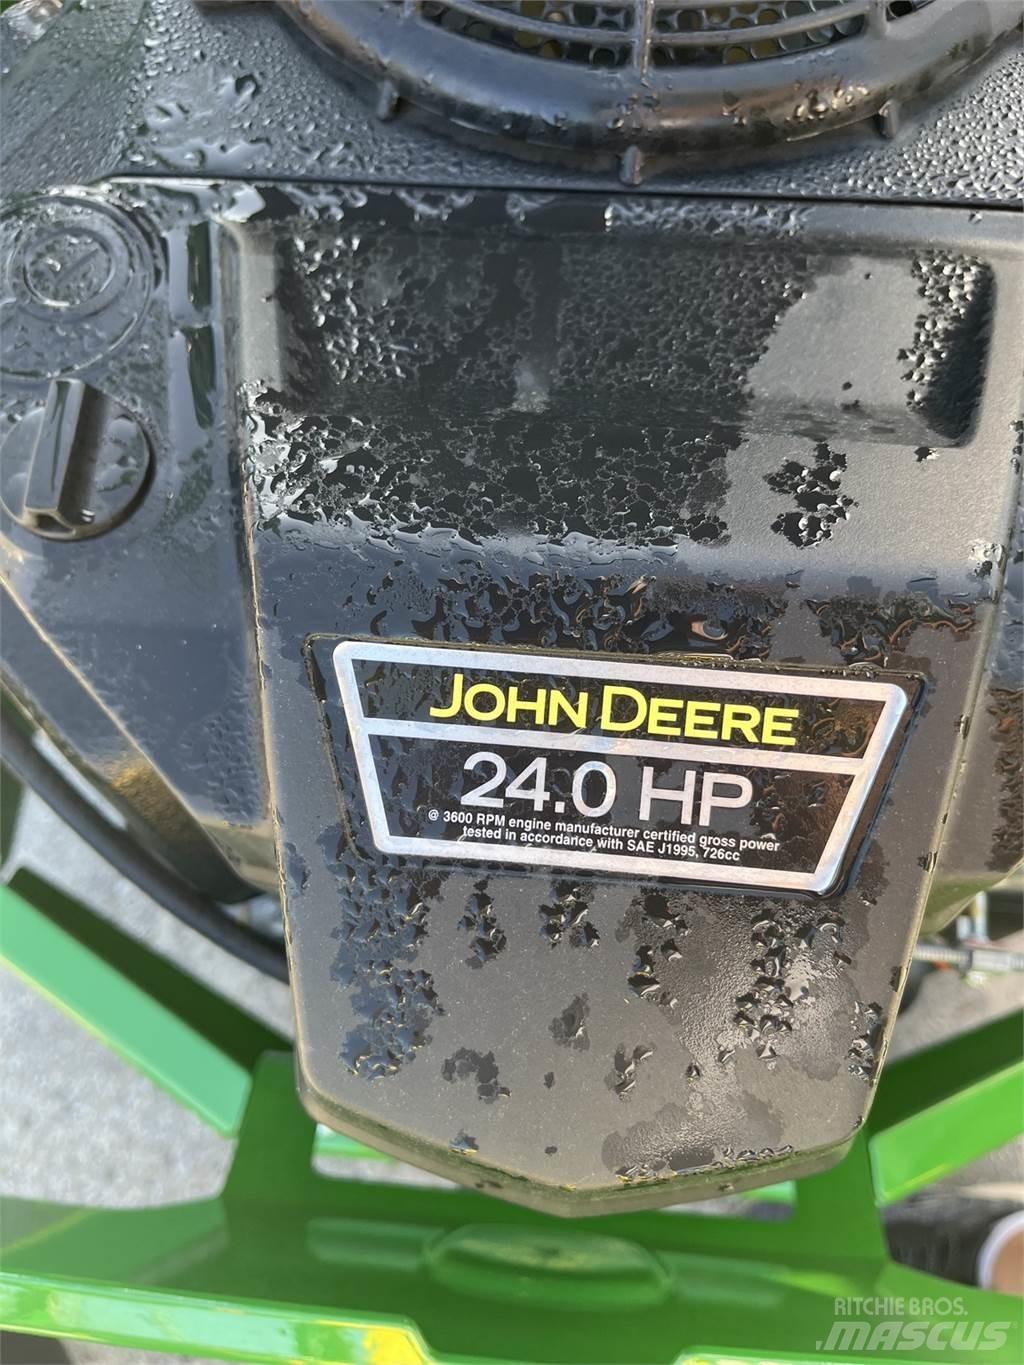 JOHN DEERE
24.0 HP
@ 3600 RPM engine manufacturer certified gross power
tested in accordance with SAE J1995, 726cc
RITCHIE BROS.
MASCUS